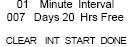 01 Minute Interval
007 Days 20 Hrs Free
CLEAR INT START DONE